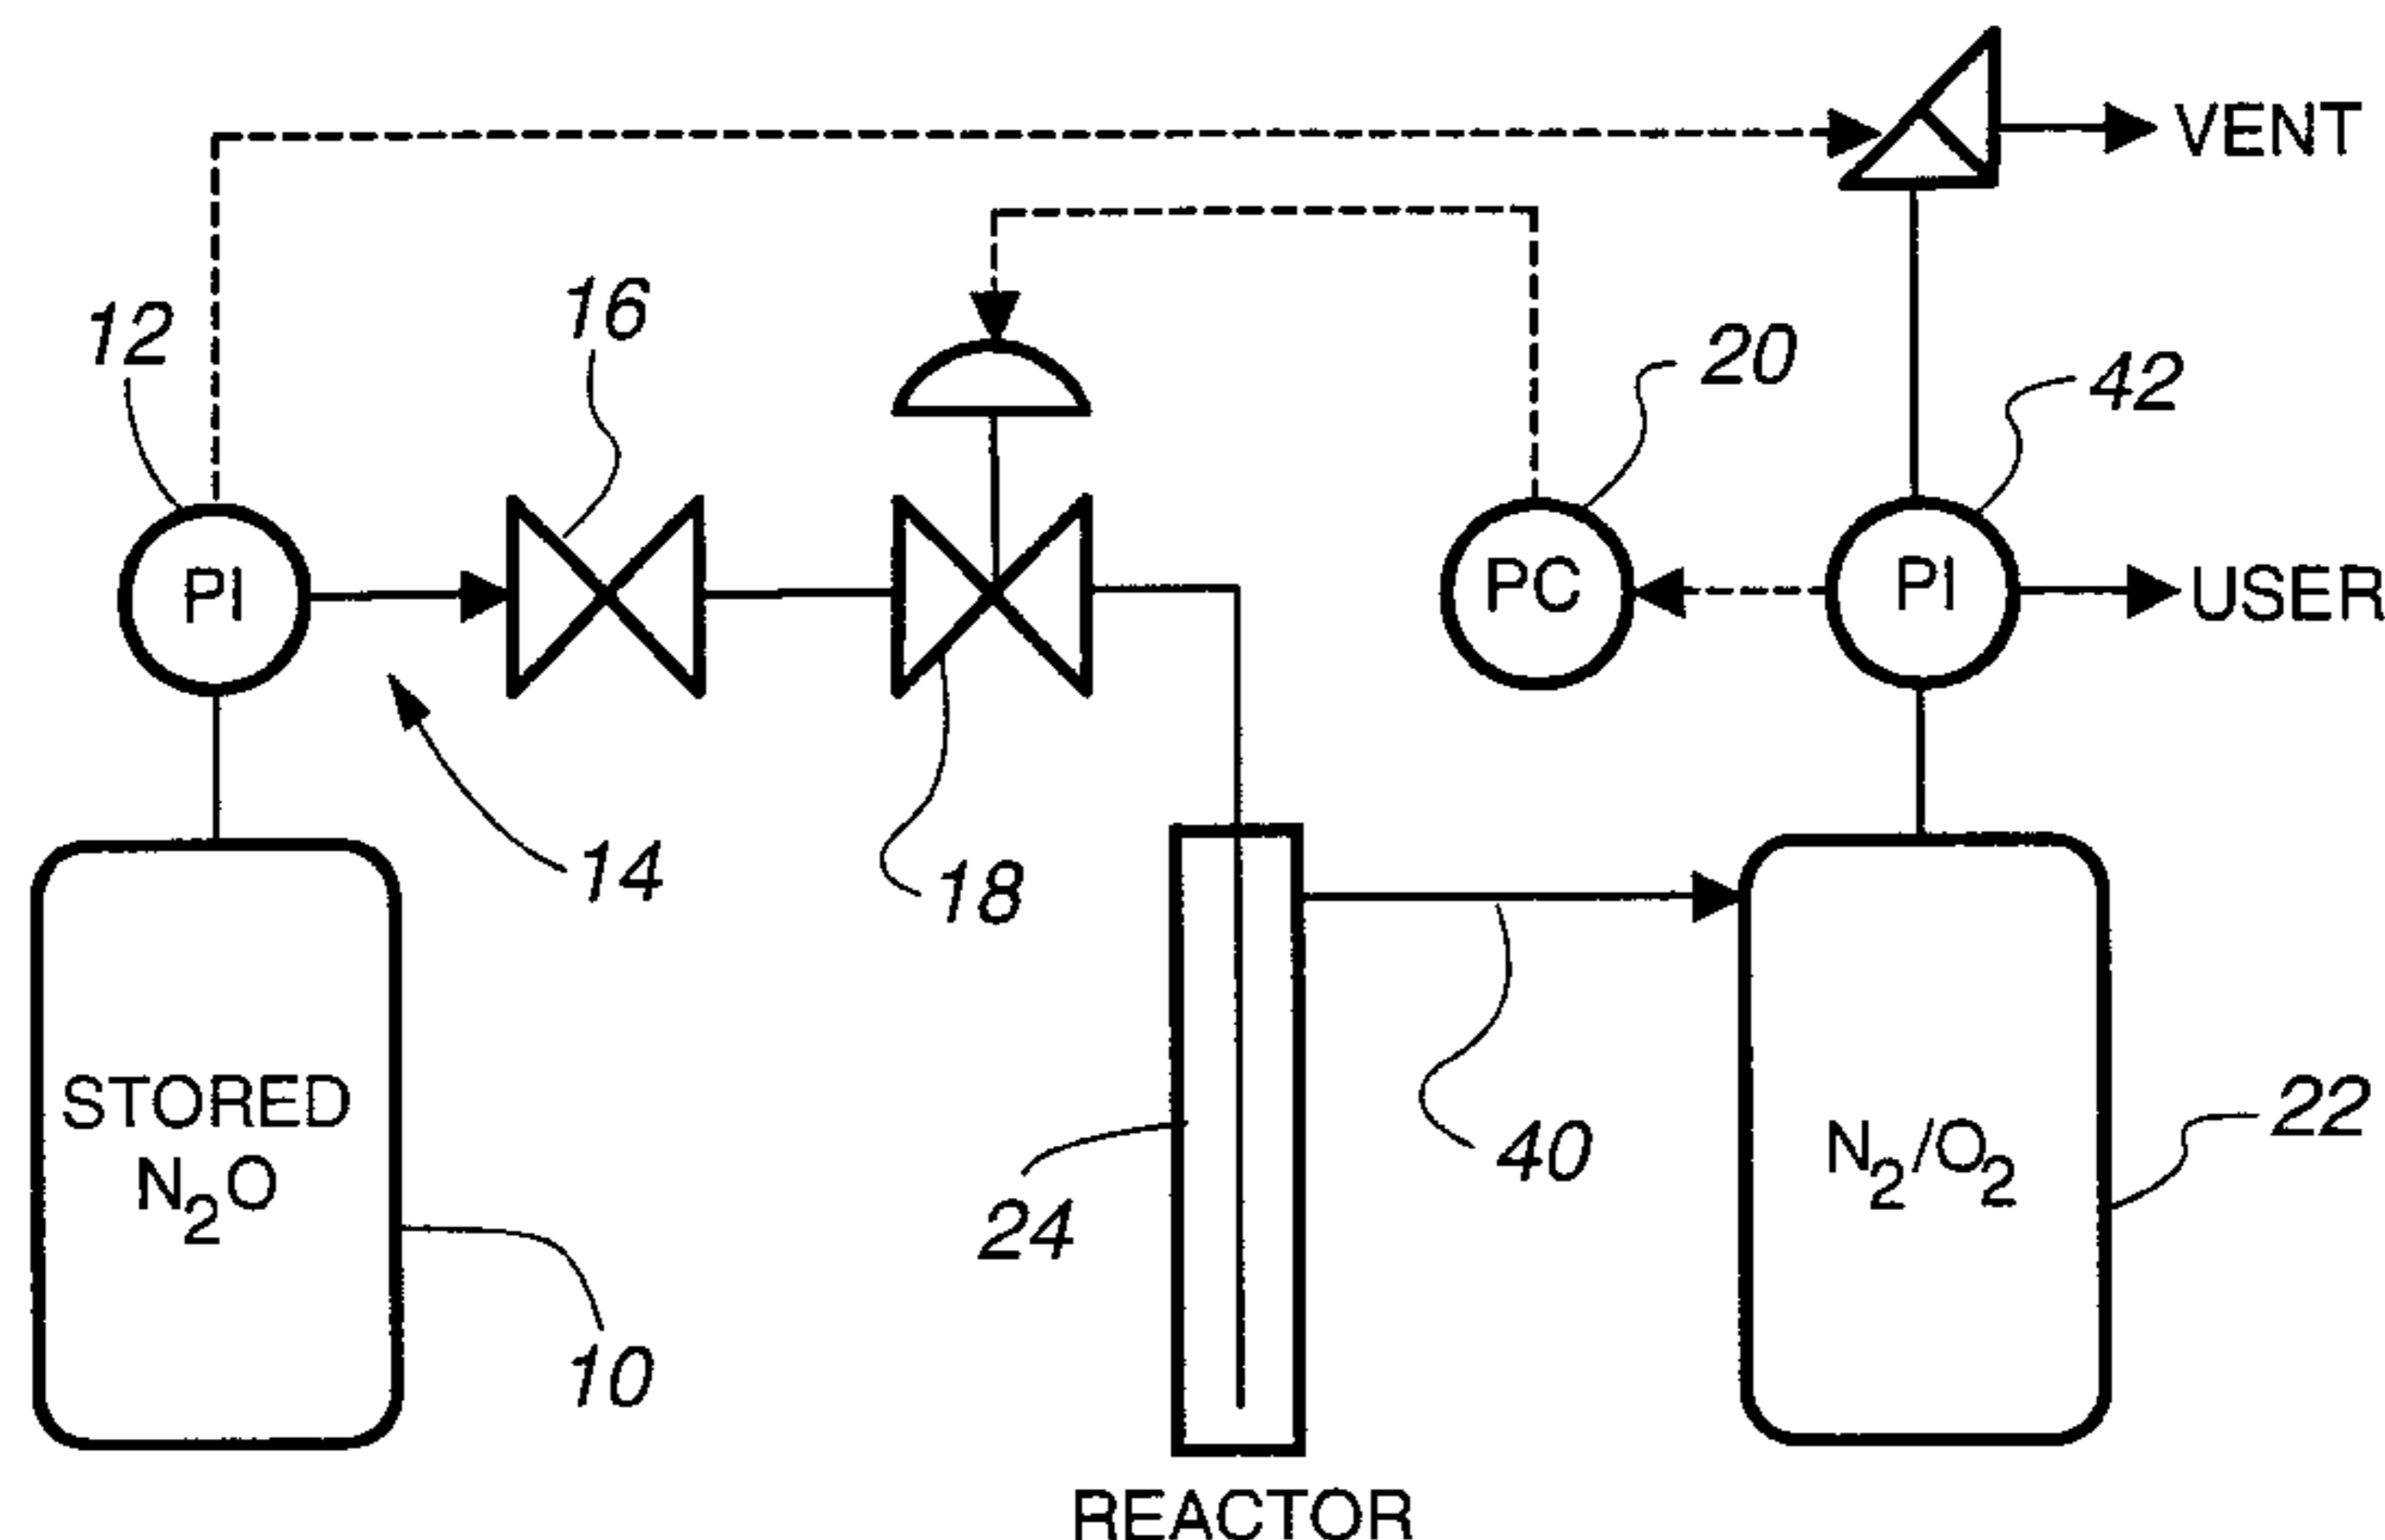 VENT
12
16
20
42
PI
PC
PI
USER
14
18
STORED
N₂O
24
40
N₂/O₂
22
10
REACTOR